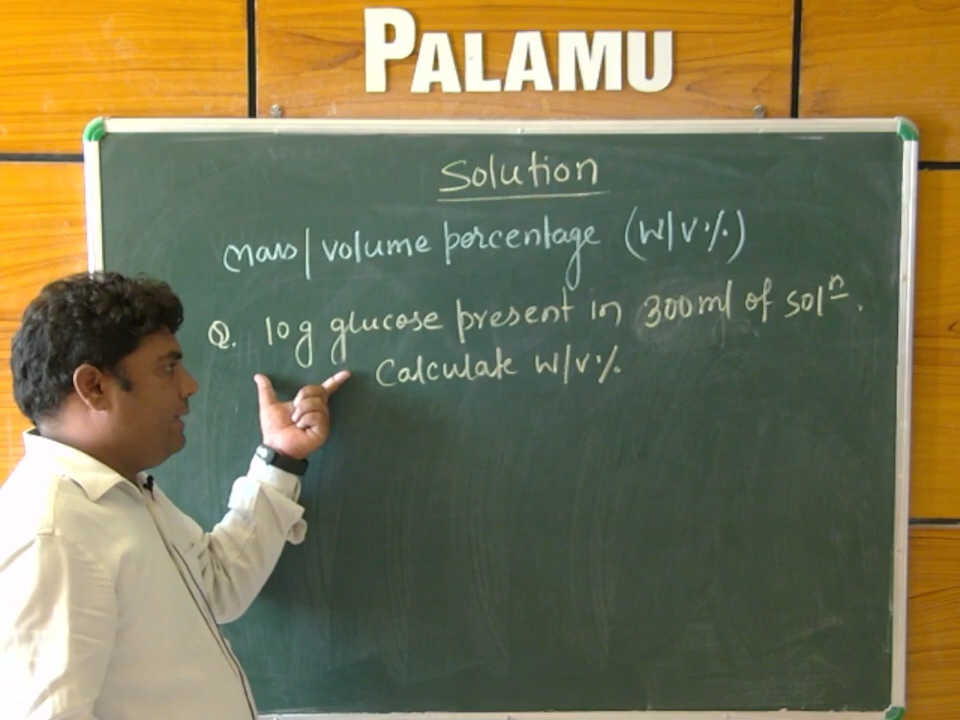 PALAMU
Solution
Mass/volume percentage (W/V%)
Q. 10g glucose present in 300ml of solⁿ.
Calculate W/V%